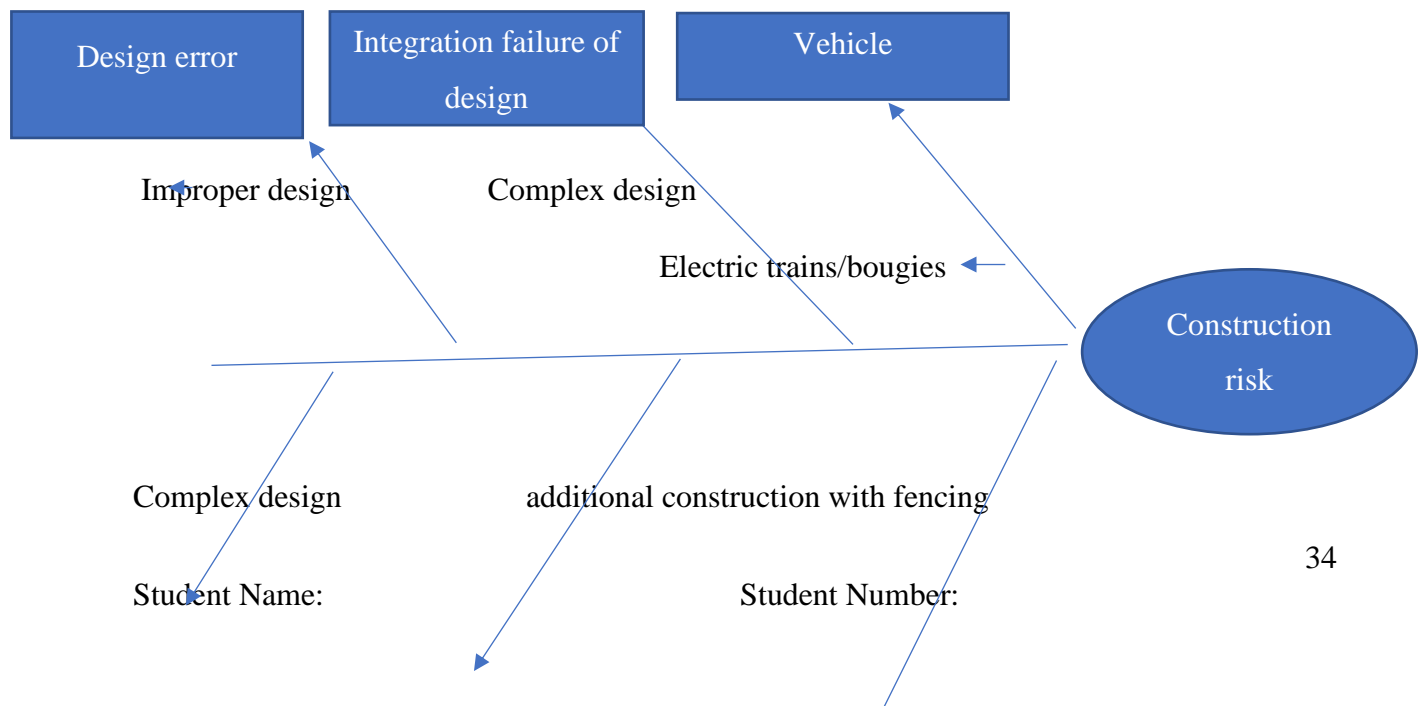 Design error
Integration failure of
design
Vehicle
Improper design
Complex design
Electric trains/bougies
Construction
risk
Complex design
additional construction with fencing
34
Student Name:
Student Number: